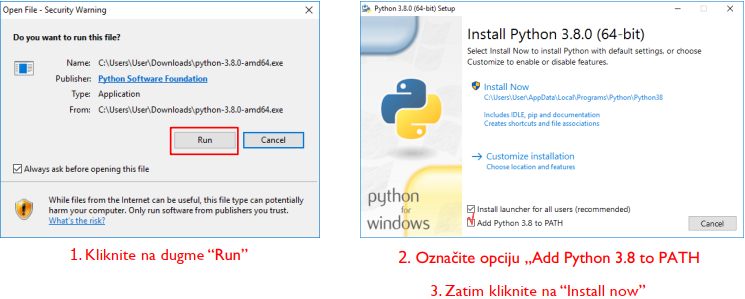 Open File - Security Warning
Do you want to run this file?
Name: C:\Users\User\Downloads\python-3.8.0-amd64.exe
Publisher: Python Software Foundation
Type: Application
From: C:\Users\User\Downloads\python-3.8.0-amd64.exe
Run Cancel
Always ask before opening this file
While files from the Internet can be useful, this file type can potentially
harm your computer. Only run software from publishers you trust.
What's the risk?
1. Kliknite na dugme “Run”
Python 3.8.0 (64-bit) Setup
Install Python 3.8.0 (64-bit)
Select Install Now to install Python with default settings, or choose
Customize to enable or disable features.
Install Now
C:\Users\User\AppData\Local\Programs\Python\Python38
Includes IDLE, pip and documentation
Creates shortcuts and file associations
Customize installation
Choose location and features
python
for
windows
Install launcher for all users (recommended)
Add Python 3.8 to PATH
Cancel
2. Označite opciju „Add Python 3.8 to PATH
3. Zatim kliknite na “Install now”